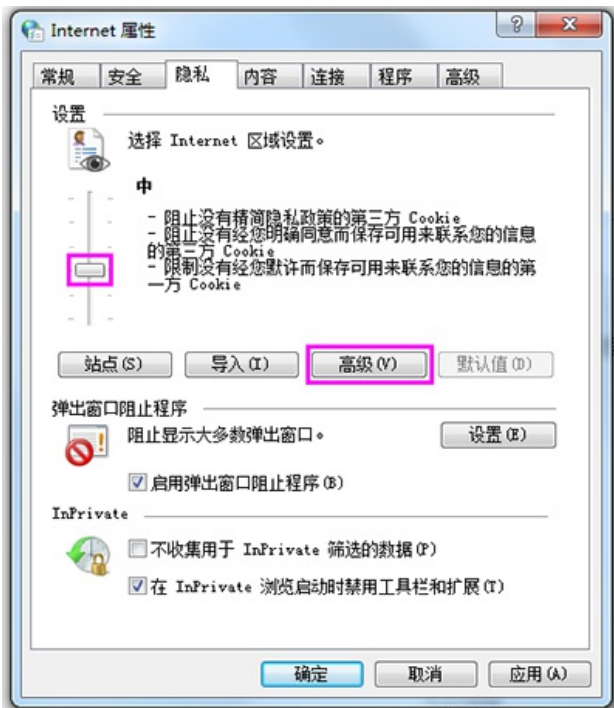 Internet 属性
常规 安全 隐私 内容 连接 程序 高级
设置
选择 Internet 区域设置。
中
- 阻止没有精简隐私政策的第三方 Cookie
- 阻止没有经您明确同意而保存可用来联系您的信息
的第三方 Cookie
- 限制没有经您默许而保存可用来联系您的信息的第
一方 Cookie
站点(S) 导入(I) 高级(V) 默认值(D)
弹出窗口阻止程序
阻止显示大多数弹出窗口。 设置(E)
启用弹出窗口阻止程序(B)
InPrivate
不收集用于 InPrivate 筛选的数据(P)
在 InPrivate 浏览启动时禁用工具栏和扩展(T)
确定 取消 应用(A)